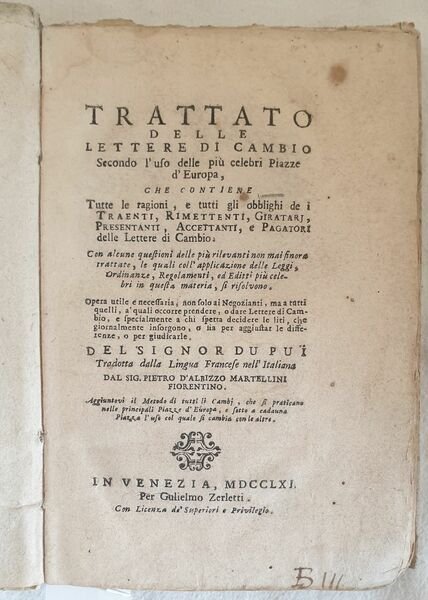 TRATTATO
DELLE
LETTERE DI CAMBIO
Secondo l'uso delle più celebri Piazze
d'Europa,
CHE CONTIENE
Tutte le ragioni, e tutti gli obblighi de i
TRAENTI, RIMETTENTI, GIRATARJ,
PRESENTANTI, ACCETTANTI, e PAGATORI
delle Lettere di Cambio.
Con alcune questioni delle più rilevanti non mai finora
trattate, le quali coll'applicazione delle Leggi,
Ordinanze, Regolamenti, ed Editti più cele-
bri in questa materia, si risolvono.
Opera utile e necessaria, non solo ai Negozianti, ma a tutti
quelli, a' quali occorre prendere, o dare Lettere di Cam-
bio, e specialmente a chi spetta decidere le liti, che
giornalmente insorgono, o sia per aggiustar le diffe-
renze, o per giudicarle.
DEL SIGNOR DU PUÏ
Tradotta dalla Lingua Francese nell'Italiana
DAL SIG. PIETRO D'ALBIZZO MARTELLINI
FIORENTINO.
Aggiuntovi il Metodo di tutti li Cambj, che si praticano
nelle principali Piazze d'Europa, e sotto a cadauna
Piazza l'uso col quale si cambia con le altre.
IN VENEZIA, MDCCLXI.
Per Gulielmo Zerletti.
Con Licenza de' Superiori e Privilegio.
B III